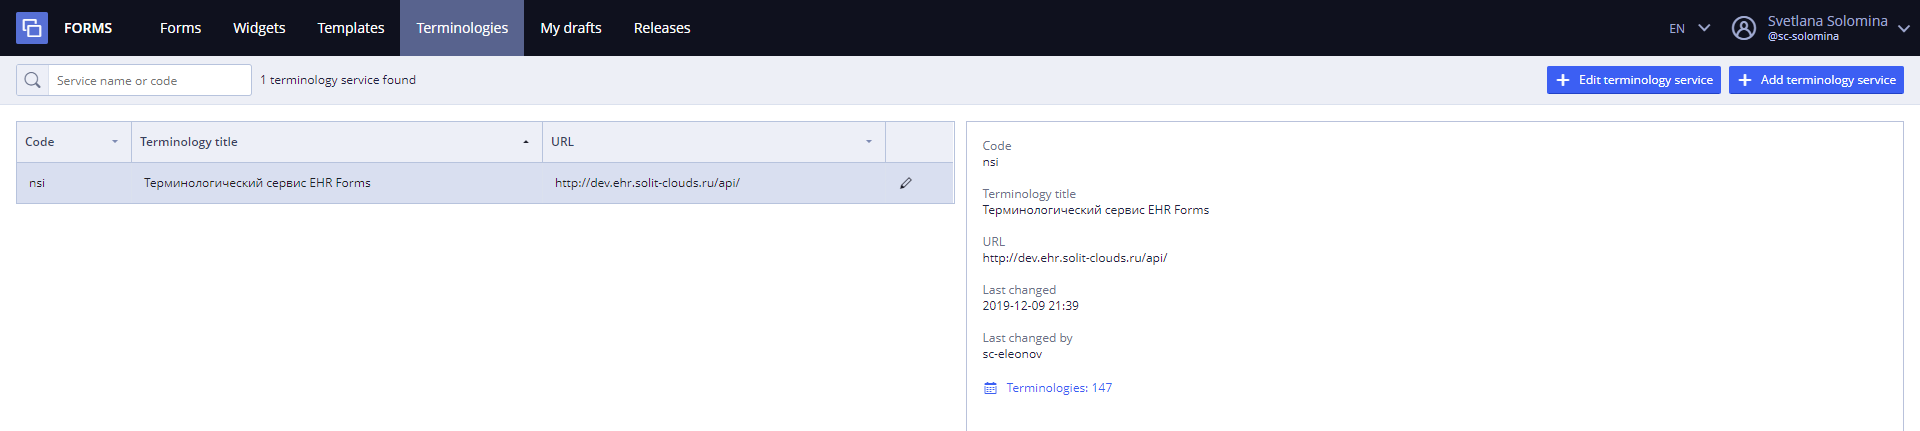 FORMS Forms Widgets Templates Terminologies My drafts Releases EN Svetlana Solomina
@sc-solomina
Service name or code 1 terminology service found Edit terminology service Add terminology service
Code Terminology title URL
nsi Терминологический сервис EHR Forms http://dev.ehr.solit-clouds.ru/api/
Code
nsi
Terminology title
Терминологический сервис EHR Forms
URL
http://dev.ehr.solit-clouds.ru/api/
Last changed
2019-12-09 21:39
Last changed by
sc-eleonov
Terminologies: 147